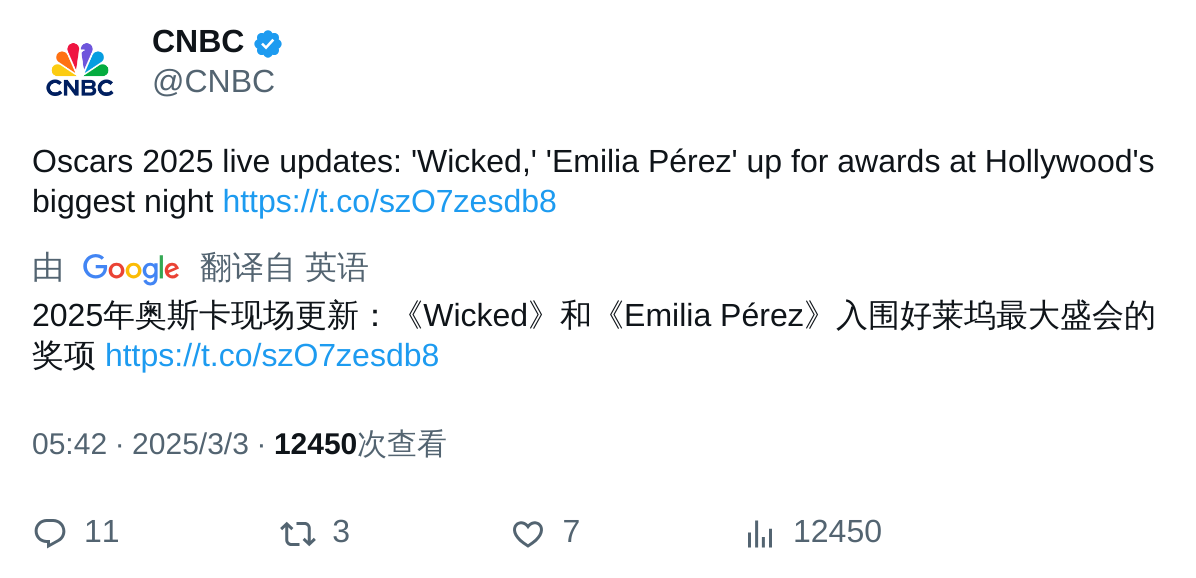 CNBC
CNBC
@CNBC
Oscars 2025 live updates: 'Wicked,' 'Emilia Pérez' up for awards at Hollywood's
biggest night https://t.co/szO7zesdb8
由 Google 翻译自 英语
2025年奥斯卡现场更新：《Wicked》和《Emilia Pérez》入围好莱坞最大盛会的
奖项 https://t.co/szO7zesdb8
05:42 · 2025/3/3 · 12450次查看
11 3 7 12450